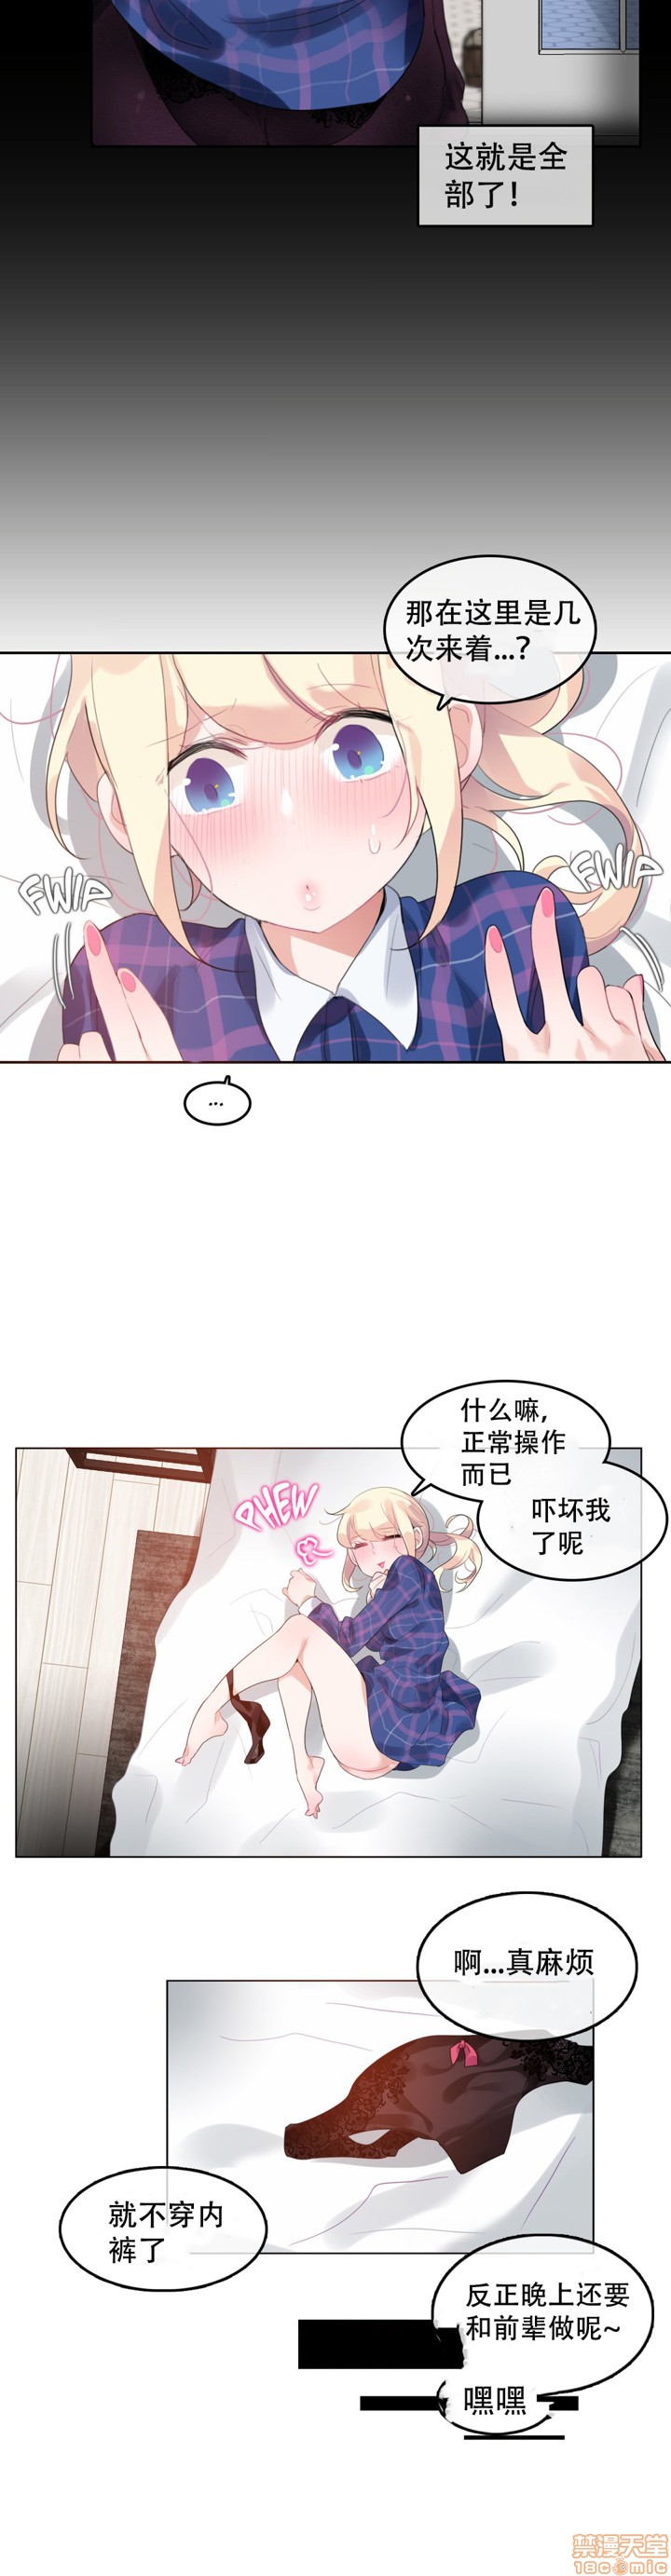 这就是全
部了!
那在这里是几
次来着...?
FWIP
FWIP
...
什么嘛,
正常操作
而已
吓坏我
了呢
PHEW
啊...真麻烦
就不穿内
裤了
反正晚上还要
和前辈做呢~
嘿嘿
禁漫天堂
18comic